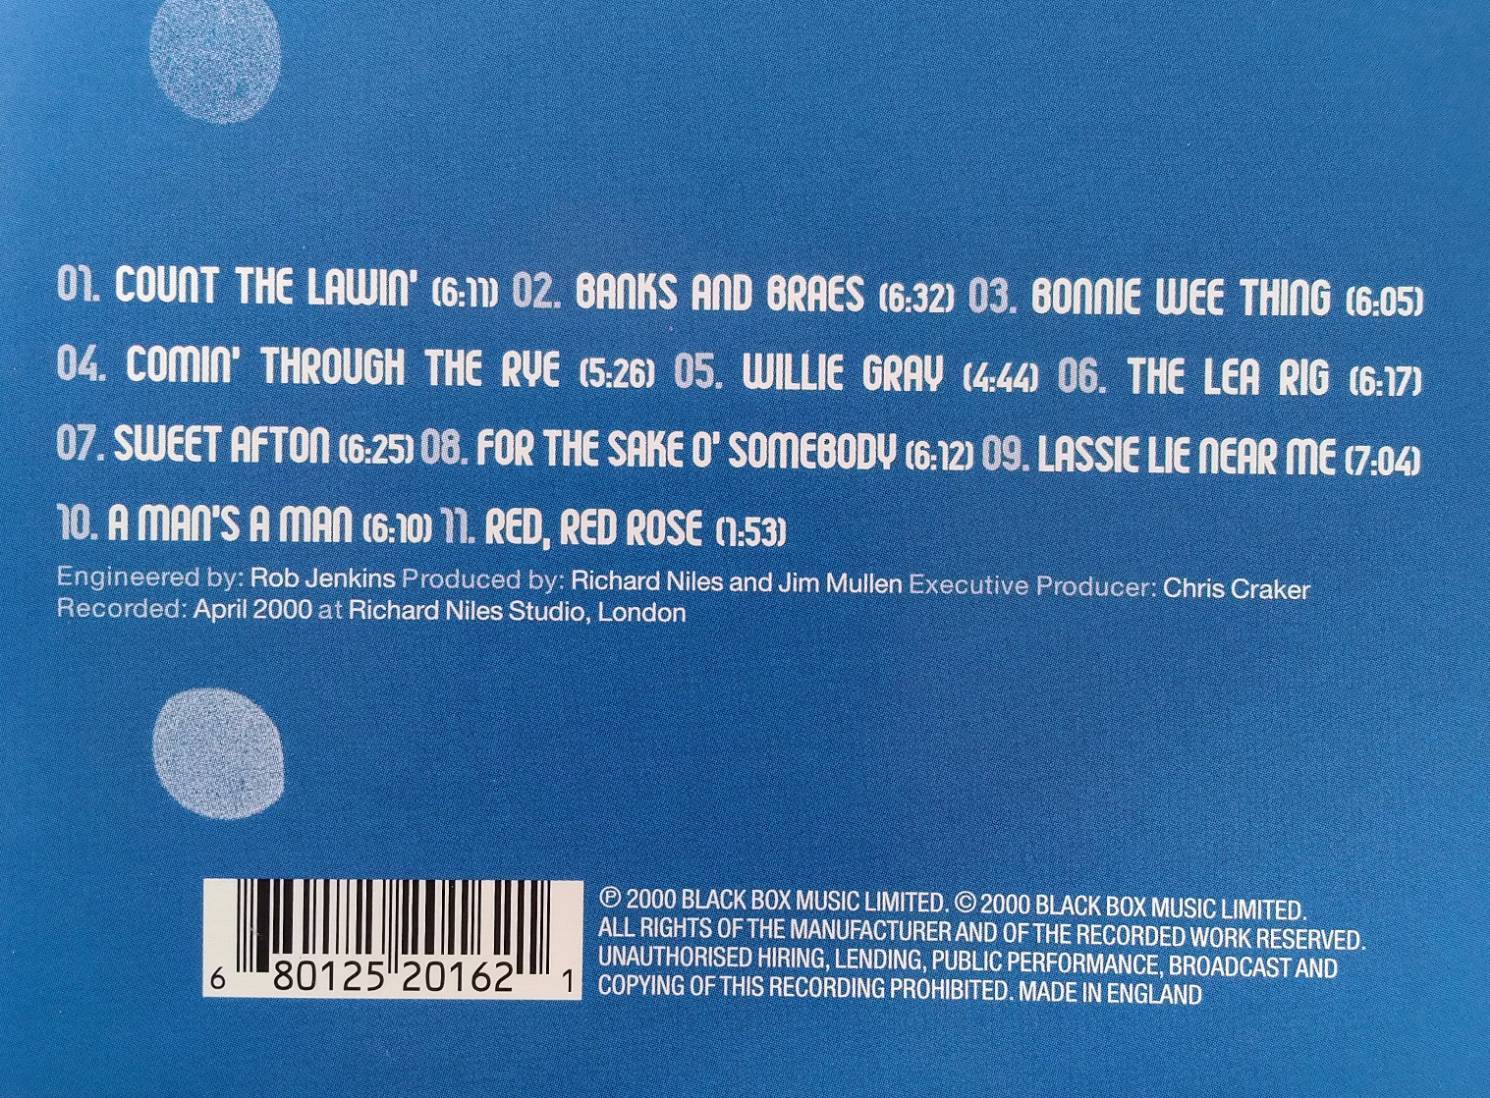 01. COUNT THE LAWIN' (6:11) 02. BANKS AND BRAES (6:32) 03. BONNIE WEE THING (6:05)
04. COMIN' THROUGH THE RYE (5:26) 05. WILLIE GRAY (4:44) 06. THE LEA RIG (6:17)
07. SWEET AFTON (6:25) 08. FOR THE SAKE O' SOMEBODY (6:12) 09. LASSIE LIE NEAR ME (7:04)
10. A MAN'S A MAN (6:10) 11. RED, RED ROSE (1:53)
Engineered by: Rob Jenkins Produced by: Richard Niles and Jim Mullen Executive Producer: Chris Craker
Recorded: April 2000 at Richard Niles Studio, London
6 80125 20162 1
℗ 2000 BLACK BOX MUSIC LIMITED. © 2000 BLACK BOX MUSIC LIMITED.
ALL RIGHTS OF THE MANUFACTURER AND OF THE RECORDED WORK RESERVED.
UNAUTHORISED HIRING, LENDING, PUBLIC PERFORMANCE, BROADCAST AND
COPYING OF THIS RECORDING PROHIBITED. MADE IN ENGLAND